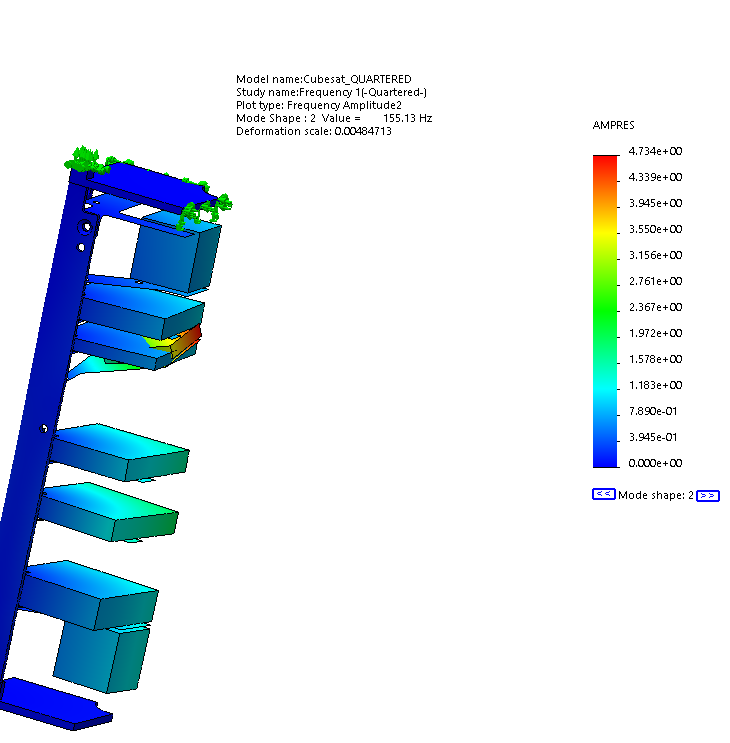 Model name:Cubesat_QUARTERED
Study name:Frequency 1(-Quartered-)
Plot type: Frequency Amplitude2
Mode Shape : 2 Value = 155.13 Hz
Deformation scale: 0.00484713
AMPRES
4.734e+00
4.339e+00
3.945e+00
3.550e+00
3.156e+00
2.761e+00
2.367e+00
1.972e+00
1.578e+00
1.183e+00
7.890e-01
3.945e-01
0.000e+00
<< Mode shape: 2 >>